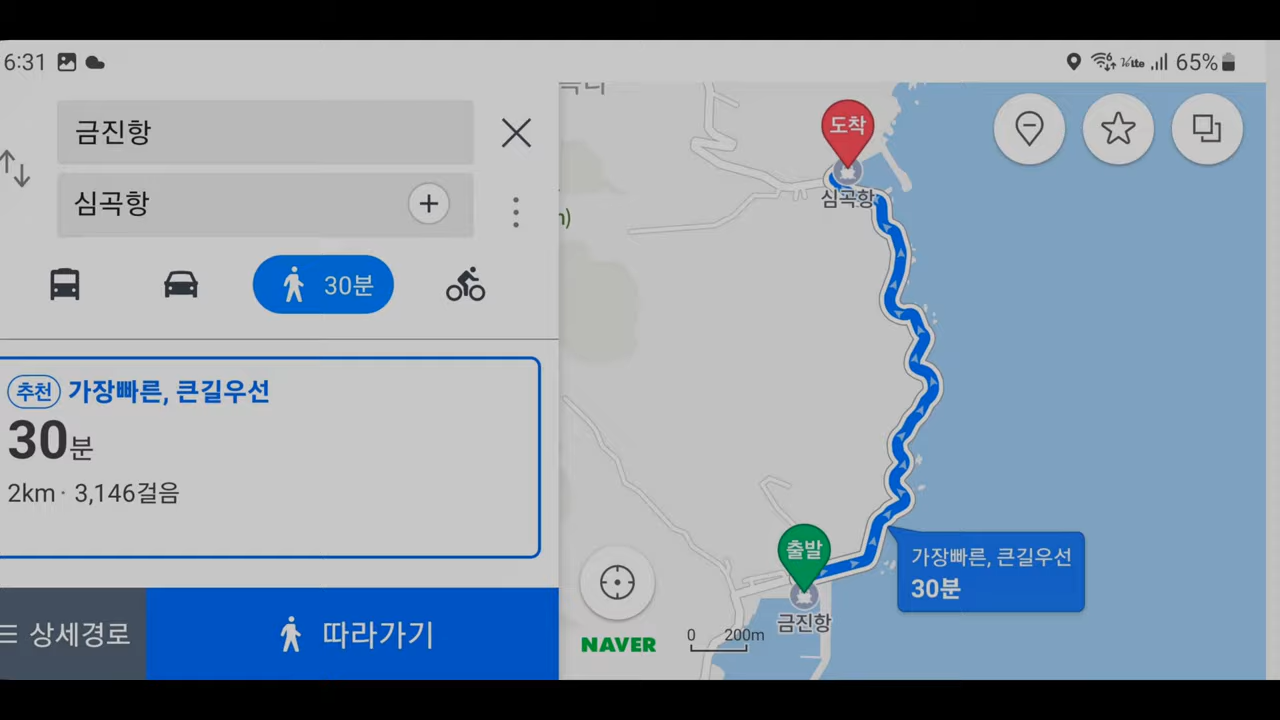 6:31
65%
금진항
심곡항
30분
추천 가장빠른, 큰길우선
30분
2km · 3,146걸음
상세경로
따라가기
도착
심곡항
출발
금진항
가장빠른, 큰길우선
30분
NAVER
0 200m